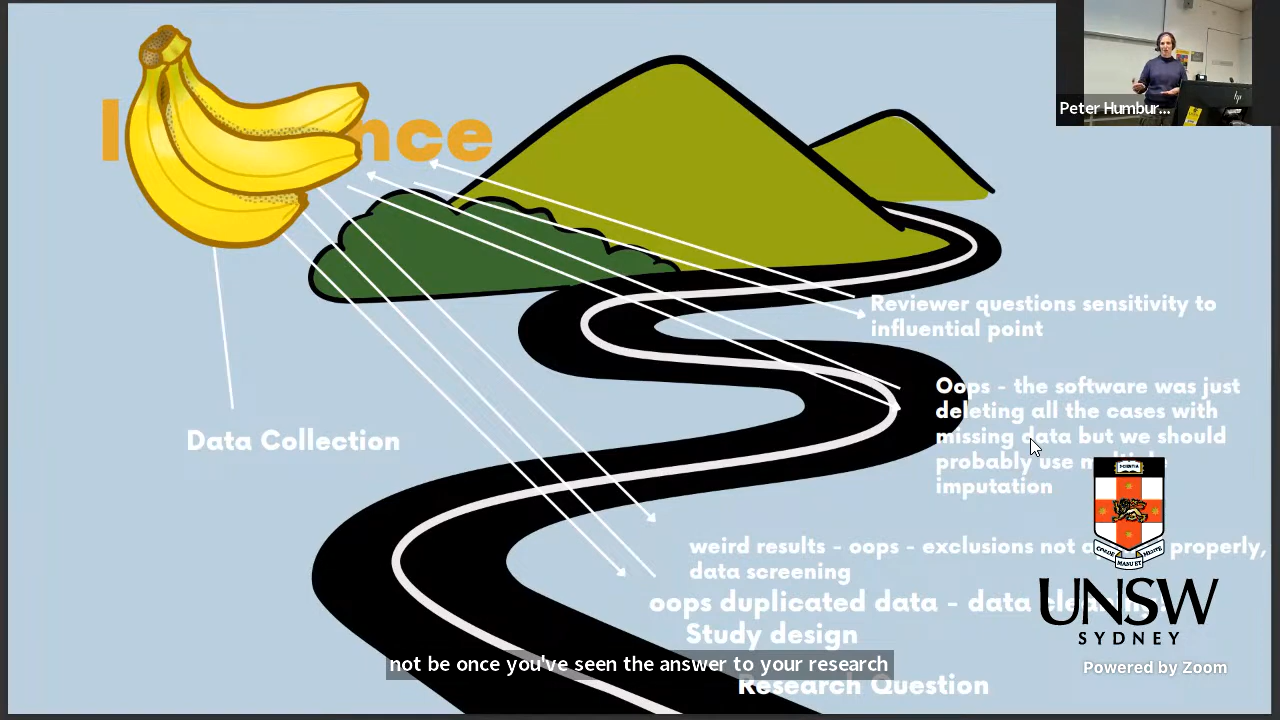 nce
Peter Humbur...
Reviewer questions sensitivity to
influential point
Oops - the software was just
deleting all the cases with
missing data but we should
probably use
imputation
Data Collection
weird results - oops - exclusions not properly,
data screening
oops duplicated data - data
Study design
not be once you've seen the answer to your research
Research Question
UNSW
SYDNEY
Powered by Zoom